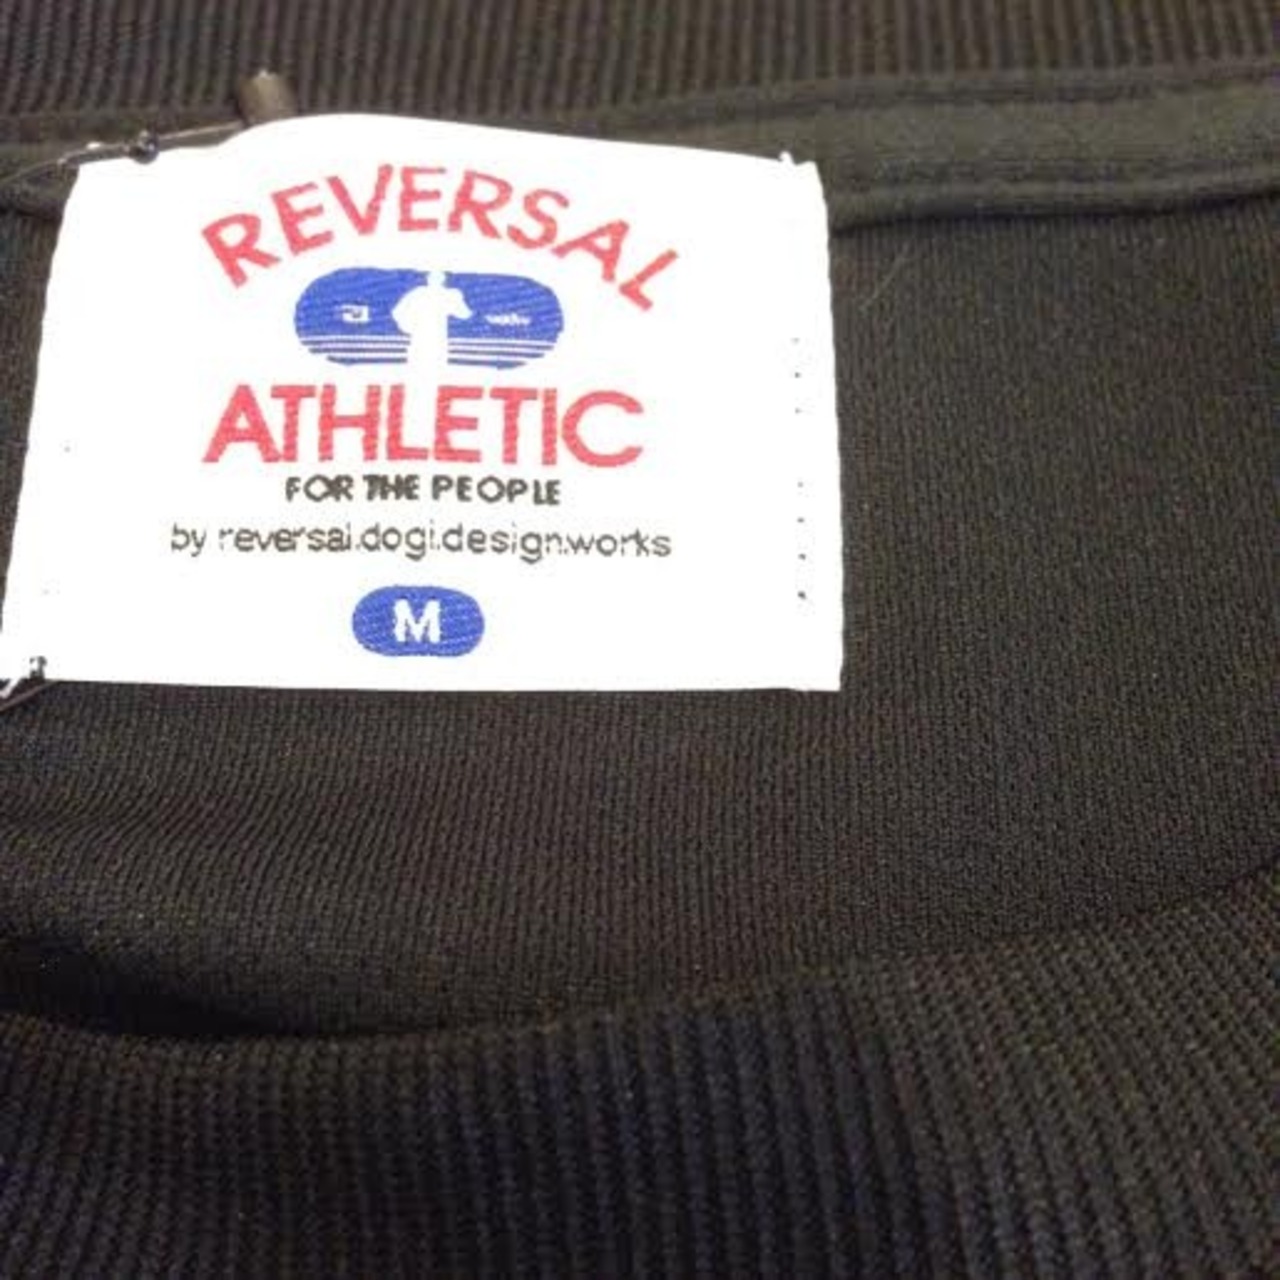 REVERSAL
ATHLETIC
FOR THE PEOPLE
by reversal.dogi.design.works
M